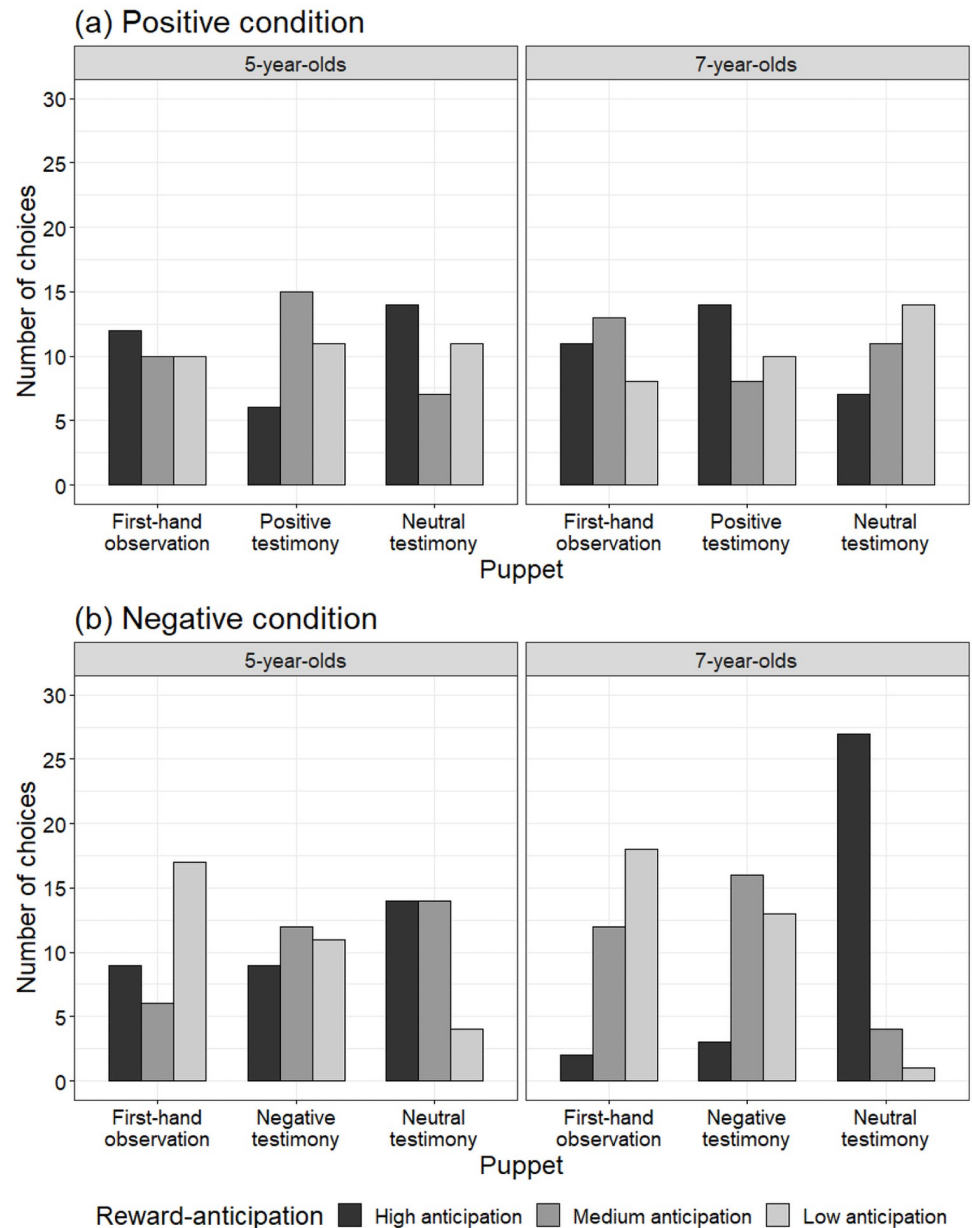 (a) Positive condition
5-year-olds
7-year-olds
Number of choices
30
25
20
15
10
5
0
First-hand
observation
Positive
testimony
Neutral
testimony
First-hand
observation
Positive
testimony
Neutral
testimony
Puppet
(b) Negative condition
5-year-olds
7-year-olds
Number of choices
30
25
20
15
10
5
0
First-hand
observation
Negative
testimony
Neutral
testimony
First-hand
observation
Negative
testimony
Neutral
testimony
Puppet
Reward-anticipation High anticipation Medium anticipation Low anticipation